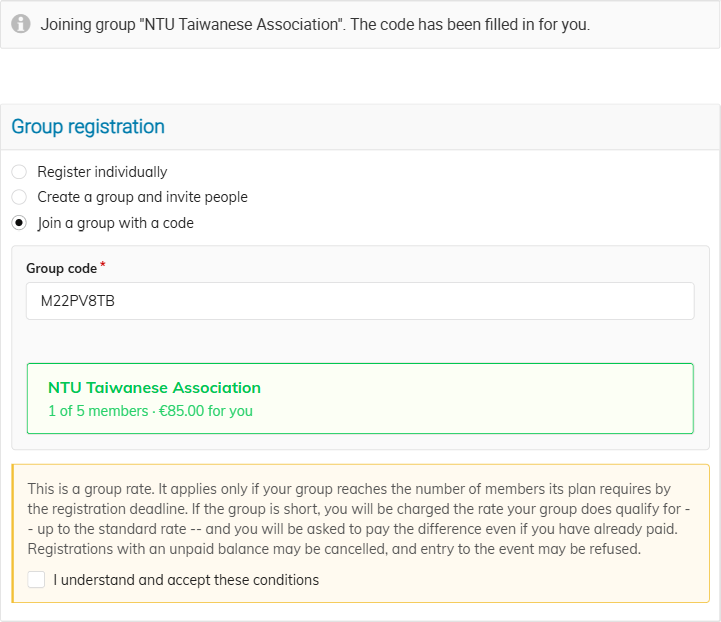 Joining group "NTU Taiwanese Association". The code has been filled in for you.
Group registration
Register individually
Create a group and invite people
Join a group with a code
Group code *
M22PV8TB
NTU Taiwanese Association
1 of 5 members · €85.00 for you
This is a group rate. It applies only if your group reaches the number of members its plan requires by
the registration deadline. If the group is short, you will be charged the rate your group does qualify for -
- up to the standard rate -- and you will be asked to pay the difference even if you have already paid.
Registrations with an unpaid balance may be cancelled, and entry to the event may be refused.
I understand and accept these conditions